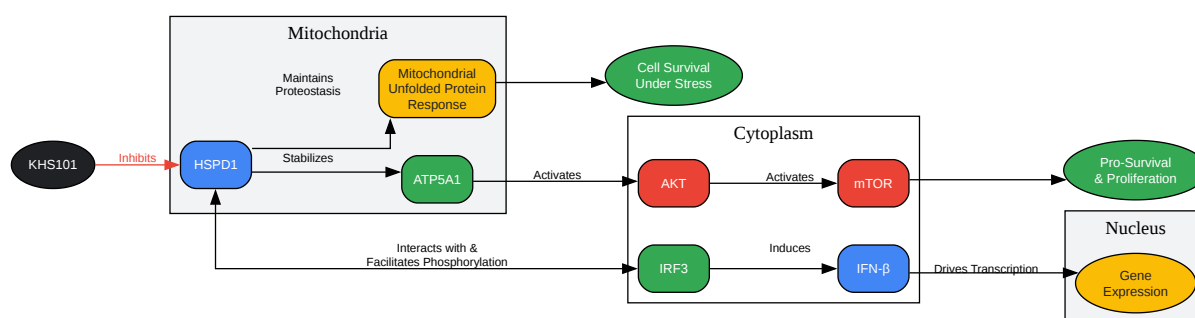 Mitochondria
Maintains
Proteostasis
Mitochondrial
Unfolded Protein
Response
Cell Survival
Under Stress
KHS101
Inhibits
HSPD1
Stabilizes
ATP5A1
Activates
Cytoplasm
AKT
Activates
mTOR
Pro-Survival
& Proliferation
Interacts with &
Facilitates Phosphorylation
IRF3
Induces
IFN-β
Drives Transcription
Nucleus
Gene
Expression